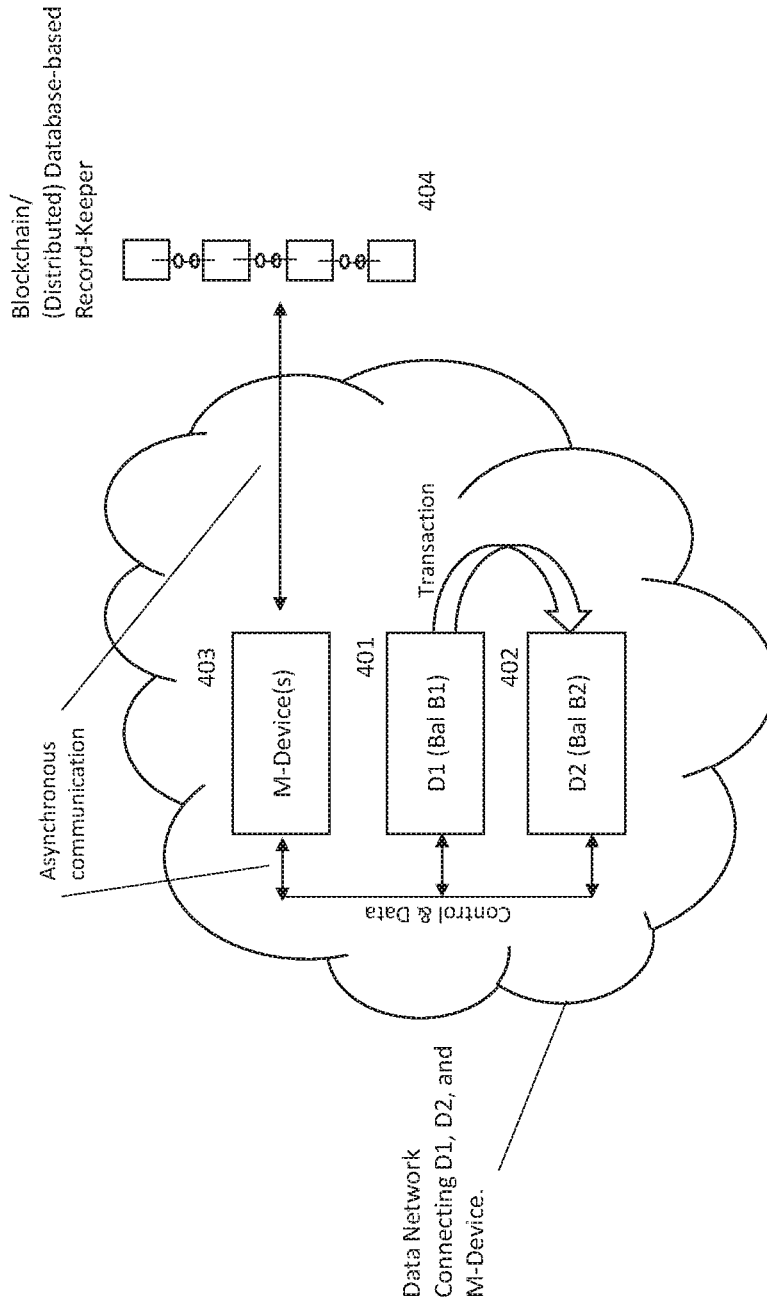 Blockchain/
(Distributed) Database-based
Record-Keeper
404
Asynchronous
communication
403
M-Device(s)
401
D1 (Bal B1)
Transaction
402
D2 (Bal B2)
Control & Data
Data Network
Connecting D1, D2, and
M-Device.